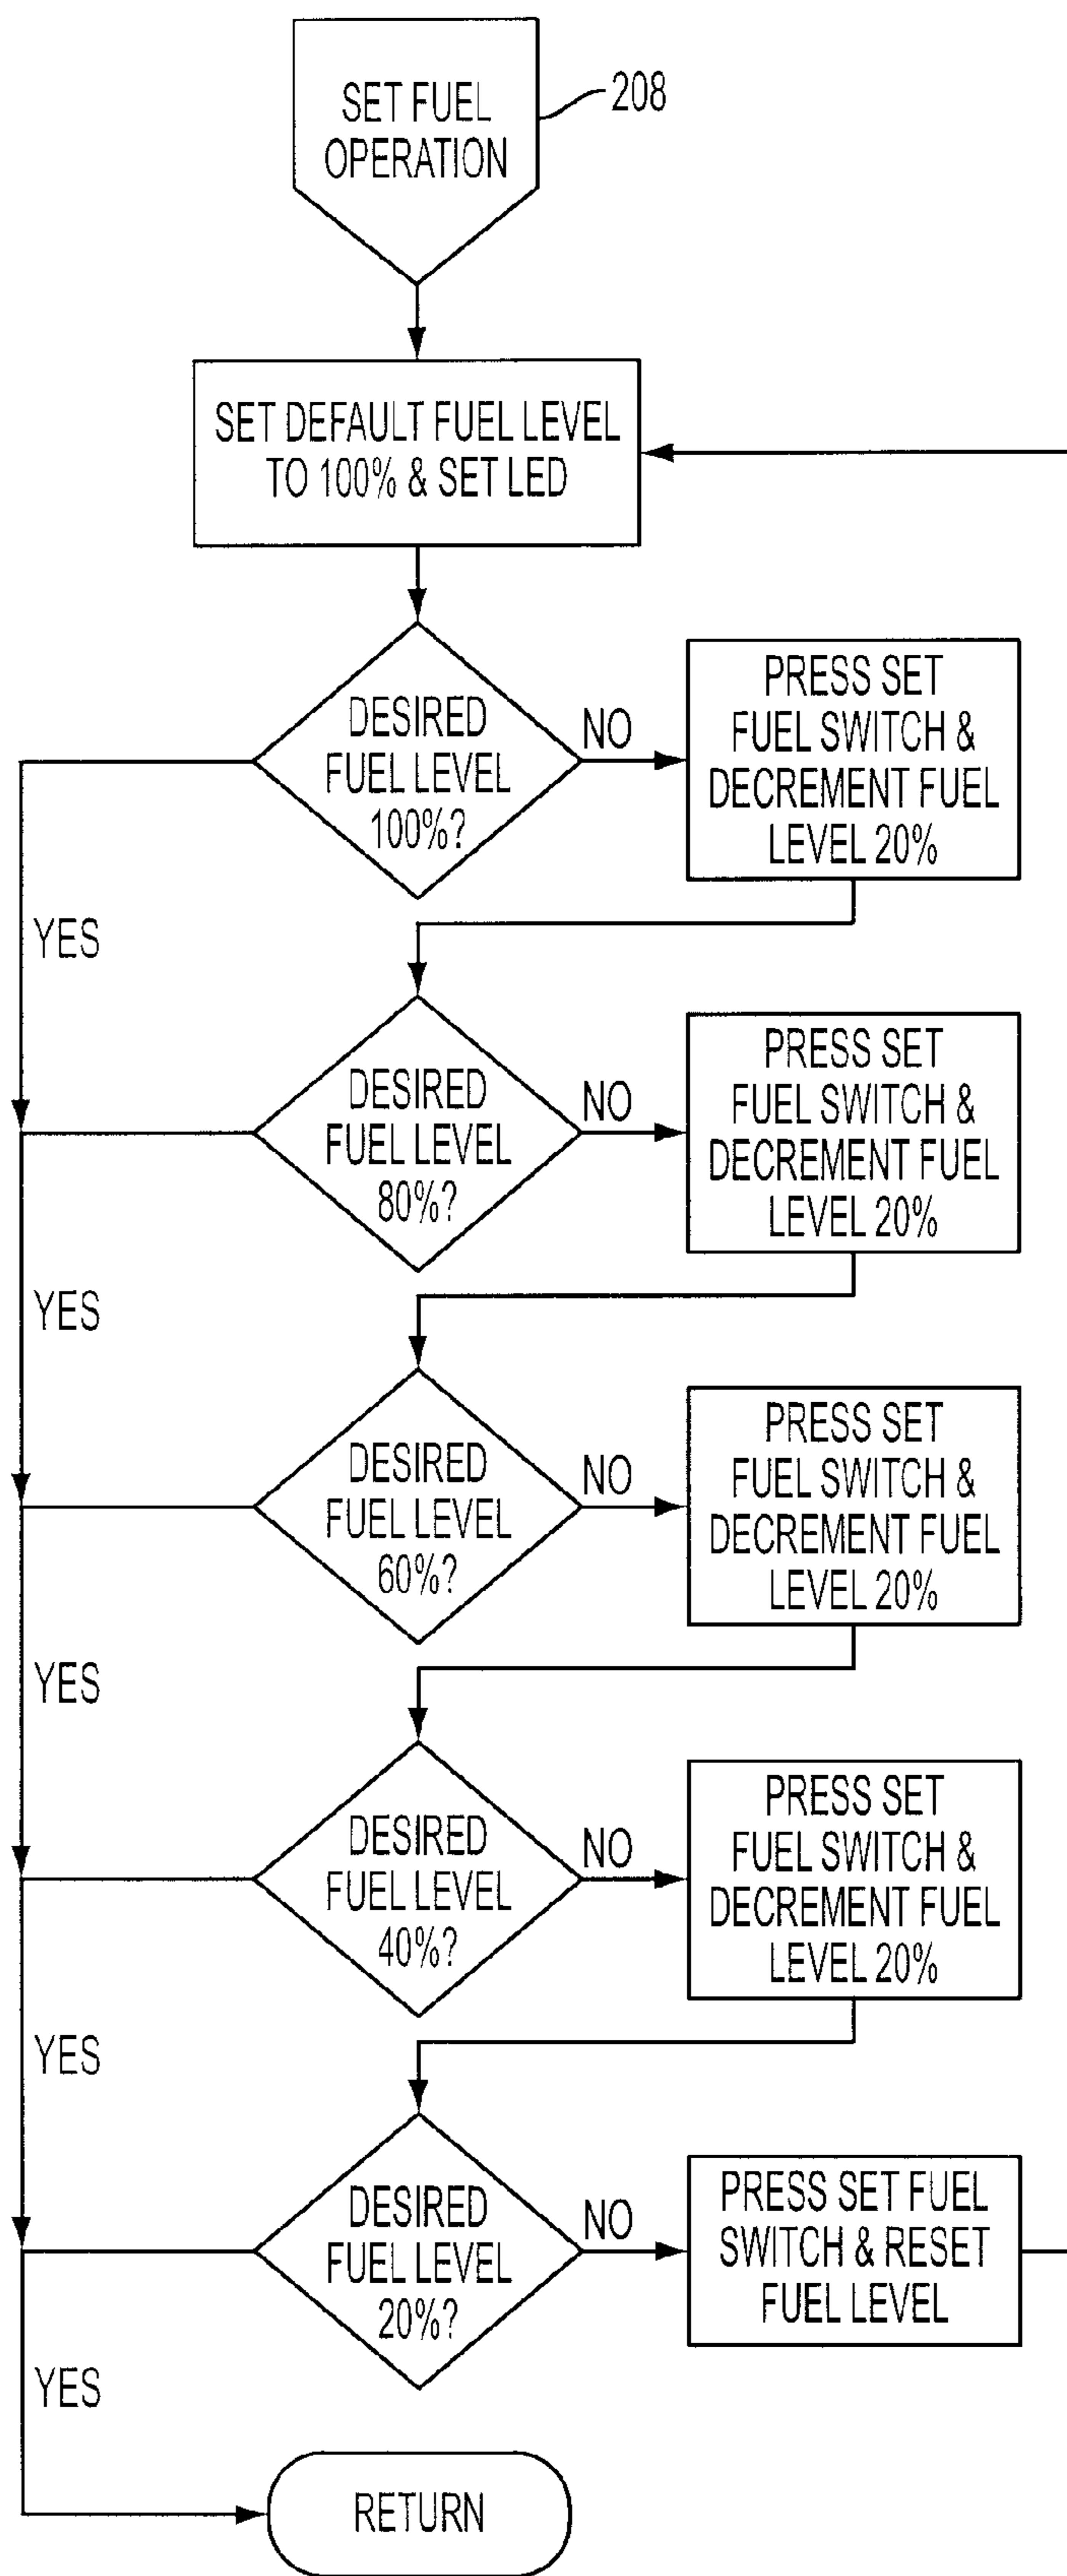 SET FUEL
OPERATION
208
SET DEFAULT FUEL LEVEL
TO 100% & SET LED
DESIRED
FUEL LEVEL
100%?
NO
PRESS SET
FUEL SWITCH &
DECREMENT FUEL
LEVEL 20%
YES
DESIRED
FUEL LEVEL
80%?
NO
PRESS SET
FUEL SWITCH &
DECREMENT FUEL
LEVEL 20%
YES
DESIRED
FUEL LEVEL
60%?
NO
PRESS SET
FUEL SWITCH &
DECREMENT FUEL
LEVEL 20%
YES
DESIRED
FUEL LEVEL
40%?
NO
PRESS SET
FUEL SWITCH &
DECREMENT FUEL
LEVEL 20%
YES
DESIRED
FUEL LEVEL
20%?
NO
PRESS SET FUEL
SWITCH & RESET
FUEL LEVEL
YES
RETURN